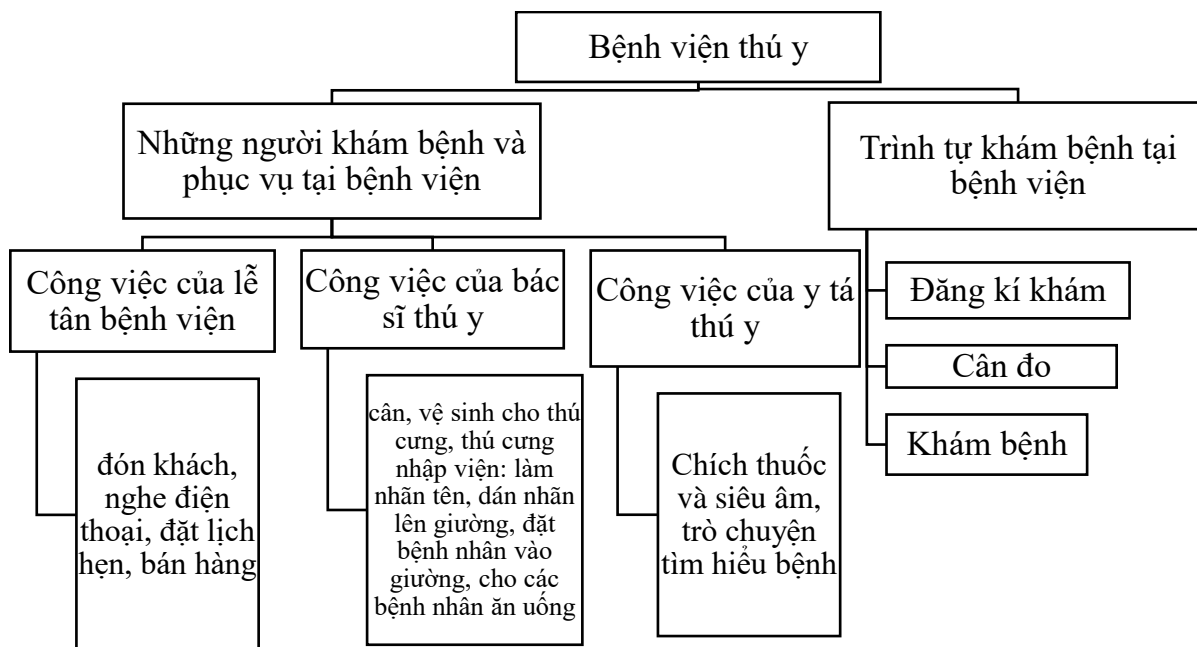 Bệnh viện thú y
Những người khám bệnh và
phục vụ tại bệnh viện
Trình tự khám bệnh tại
bệnh viện
Công việc của lễ
tân bệnh viện
Công việc của bác
sĩ thú y
Công việc của y tá
thú y
Đăng kí khám
Cân đo
Khám bệnh
đón khách,
nghe điện
thoại, đặt lịch
hẹn, bán hàng
cân, vệ sinh cho thú
cưng, thú cưng
nhập viện: làm
nhãn tên, dán nhãn
lên giường, đặt
bệnh nhân vào
giường, cho các
bệnh nhân ăn uống
Chích thuốc
và siêu âm,
trò chuyện
tìm hiểu bệnh